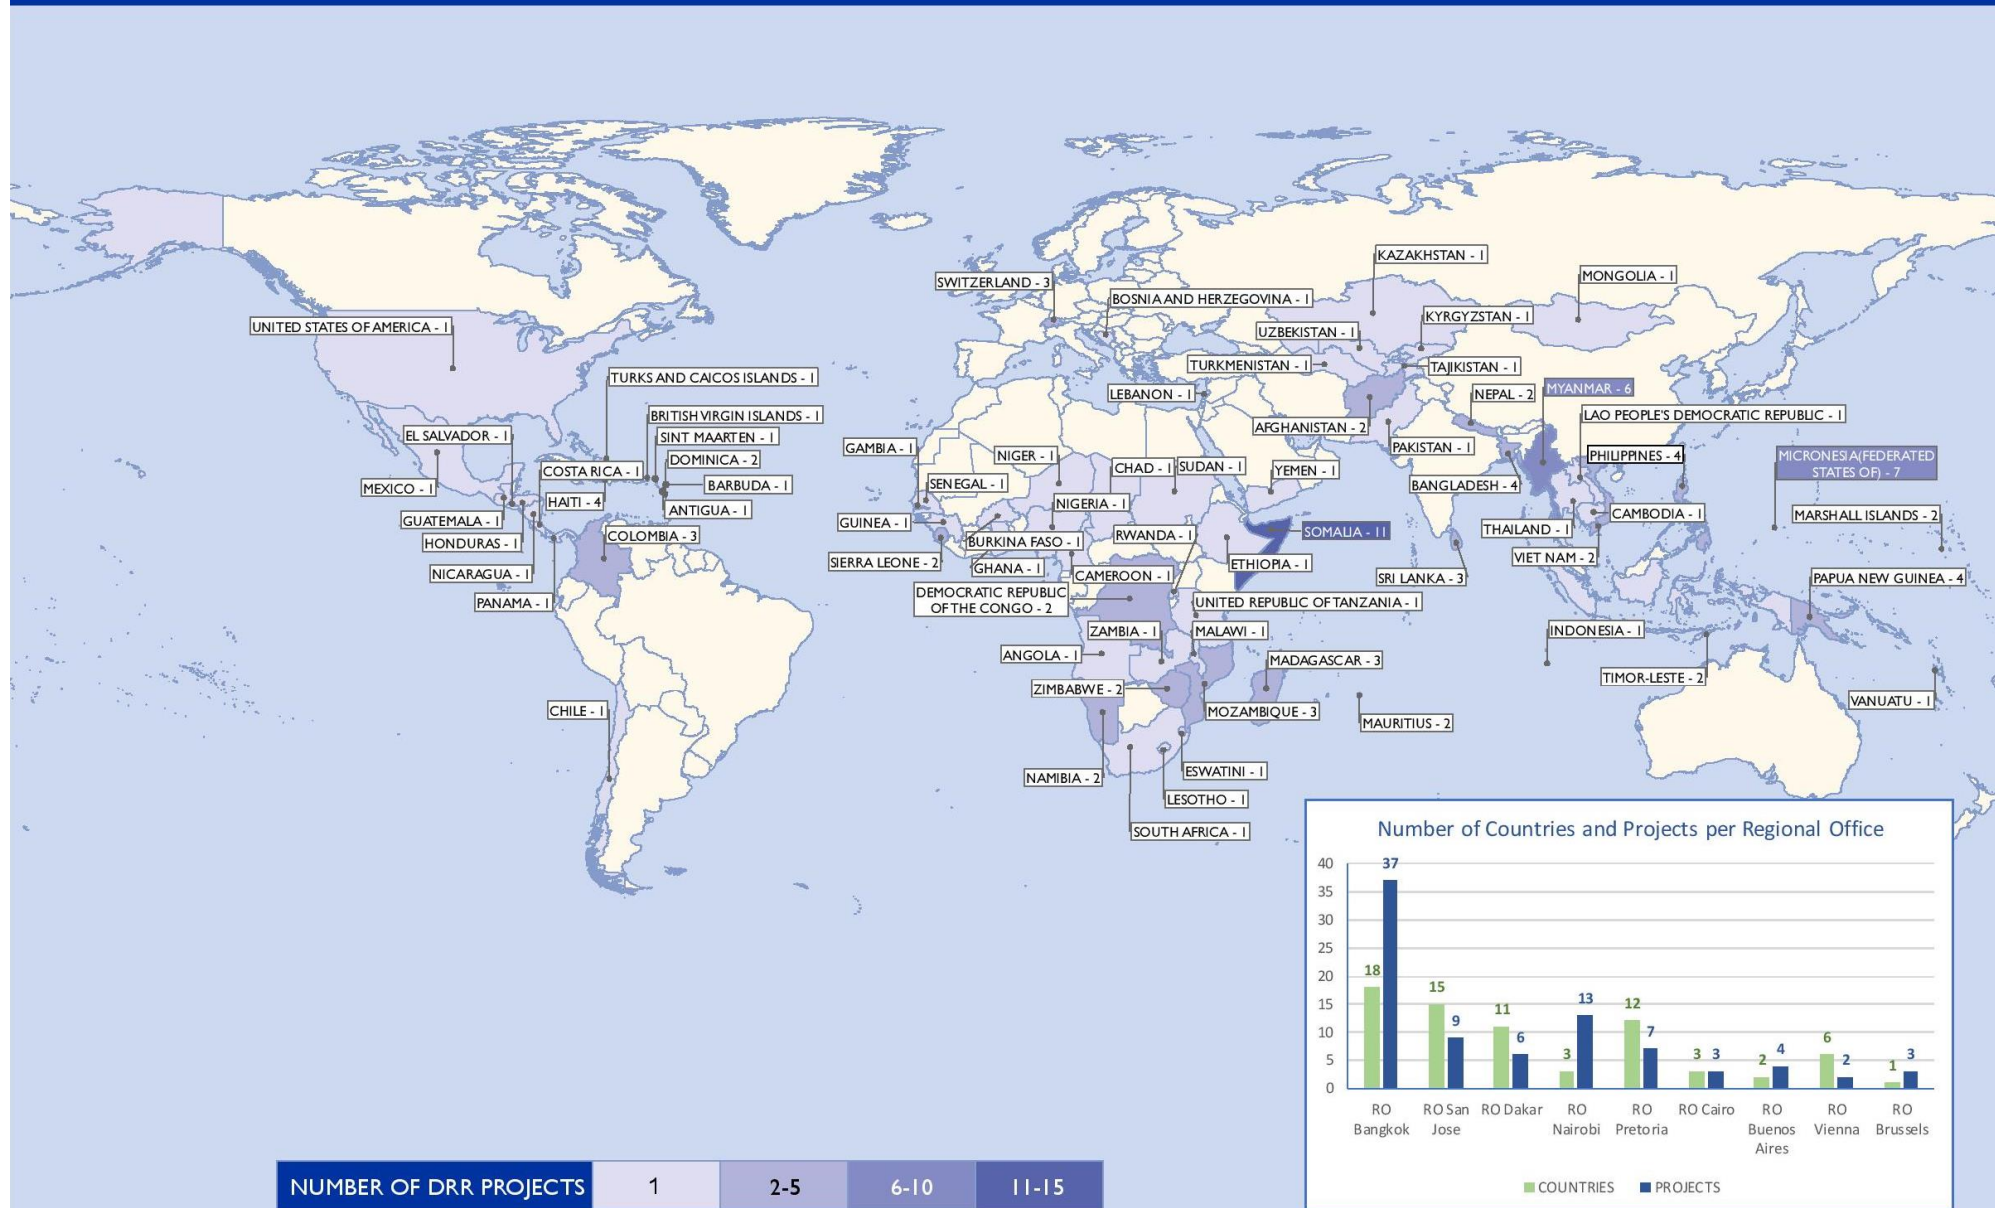 KAZAKHSTAN - 1
MONGOLIA - 1
SWITZERLAND - 3
BOSNIA AND HERZEGOVINA - 1
KYRGYZSTAN - 1
UNITED STATES OF AMERICA - 1
UZBEKISTAN - 1
TURKMENISTAN - 1
TAJIKISTAN - 1
TURKS AND CAICOS ISLANDS - 1
LEBANON - 1
NEPAL - 2
MYANMAR - 6
BRITISH VIRGIN ISLANDS - 1
LAO PEOPLE'S DEMOCRATIC REPUBLIC - 1
AFGHANISTAN - 2
EL SALVADOR - 1
SINT MAARTEN - 1
GAMBIA - 1
PAKISTAN - 1
NIGER - 1
PHILIPPINES - 4
MICRONESIA(FEDERATED
STATES OF) - 7
DOMINICA - 2
COSTA RICA - 1
CHAD - 1
SUDAN - 1
YEMEN - 1
MEXICO - 1
BARBUDA - 1
SENEGAL - 1
BANGLADESH - 4
HAITI - 4
ANTIGUA - 1
NIGERIA - 1
CAMBODIA - 1
MARSHALL ISLANDS - 2
GUATEMALA - 1
GUINEA - 1
THAILAND - 1
COLOMBIA - 3
HONDURAS - 1
BURKINA FASO - 1
RWANDA - 1
SOMALIA - 11
VIET NAM - 2
SIERRA LEONE - 2
GHANA - 1
ETHIOPIA - 1
NICARAGUA - 1
CAMEROON - 1
SRI LANKA - 3
PAPUA NEW GUINEA - 4
DEMOCRATIC REPUBLIC
OF THE CONGO - 2
PANAMA - 1
UNITED REPUBLIC OF TANZANIA - 1
ZAMBIA - 1
MALAWI - 1
INDONESIA - 1
ANGOLA - 1
MADAGASCAR - 3
TIMOR-LESTE - 2
ZIMBABWE - 2
VANUATU - 1
CHILE - 1
MOZAMBIQUE - 3
MAURITIUS - 2
NAMIBIA - 2
ESWATINI - 1
LESOTHO - 1
SOUTH AFRICA - 1
Number of Countries and Projects per Regional Office
40
35
30
25
20
15
10
5
0
18 37
15 9
11 6
3 13
12 7
3 3
2 4
6 2
1 3
RO Bangkok
RO San Jose
RO Dakar
RO Nairobi
RO Pretoria
RO Cairo
RO Buenos Aires
RO Vienna
RO Brussels
COUNTRIES PROJECTS
NUMBER OF DRR PROJECTS 1 2-5 6-10 11-15